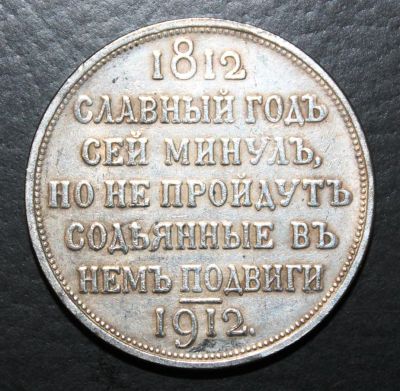 1812
СЛАВНЫЙ ГОДЪ
СЕЙ МИНУЛЪ,
НО НЕ ПРОЙДУТЪ
СОДѢЯННЫЕ ВЪ
НЕМЪ ПОДВИГИ
1912.